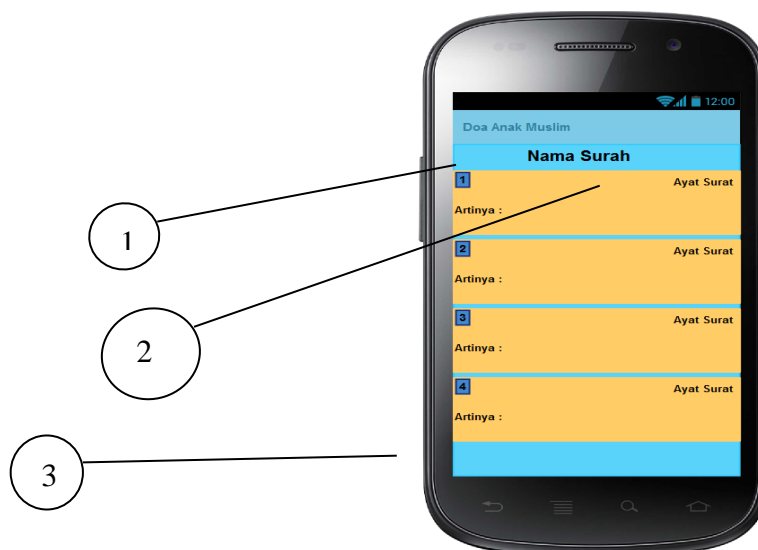 12:00
Doa Anak Muslim
Nama Surah
1 Ayat Surat
Artinya :
2 Ayat Surat
Artinya :
3 Ayat Surat
Artinya :
4 Ayat Surat
Artinya :
1
2
3